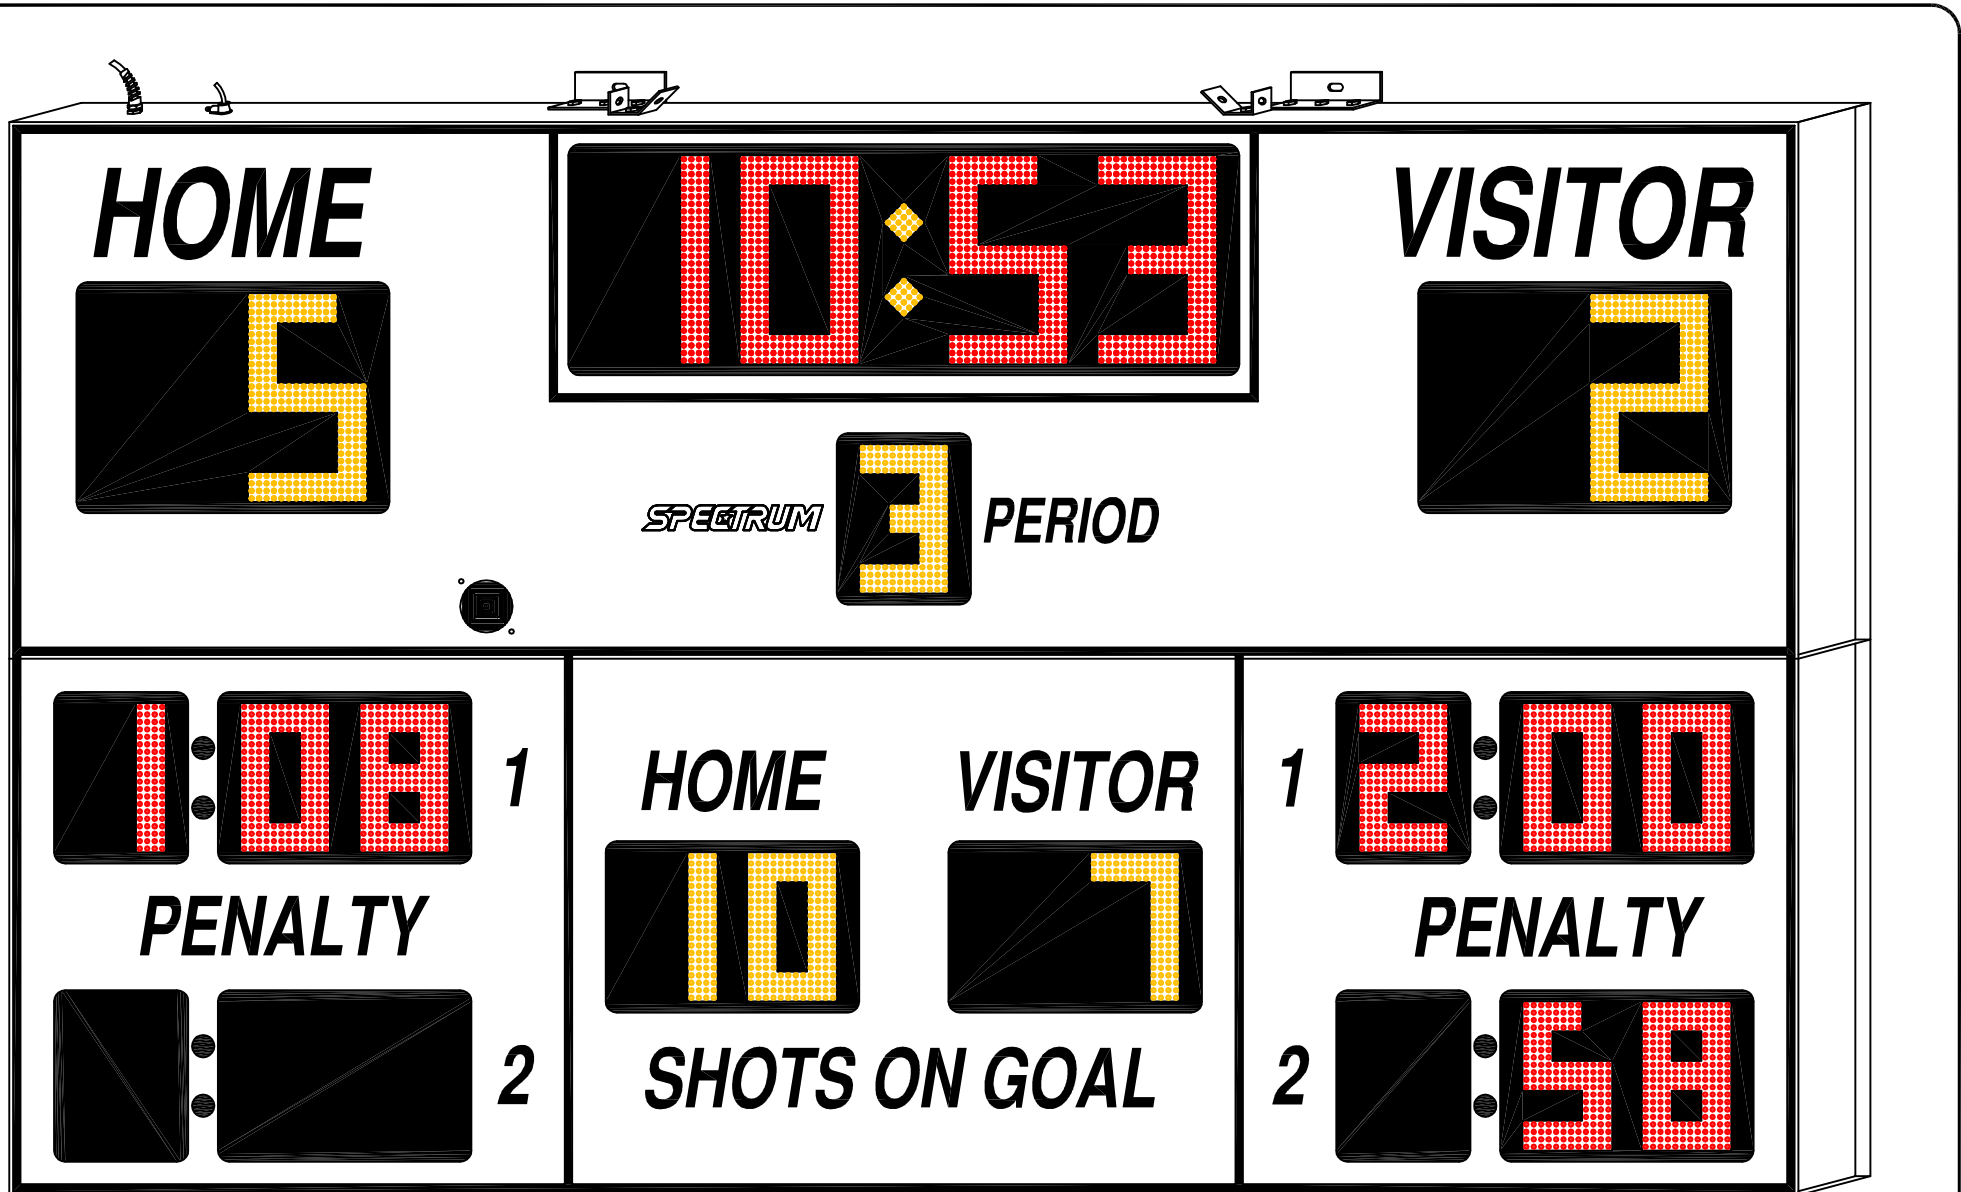 HOME 10:53 VISITOR
5 2
SPECTRUM 3 PERIOD
1 08 1 1 2 00
HOME VISITOR
10 7
PENALTY PENALTY
2 SHOTS ON GOAL 2 58